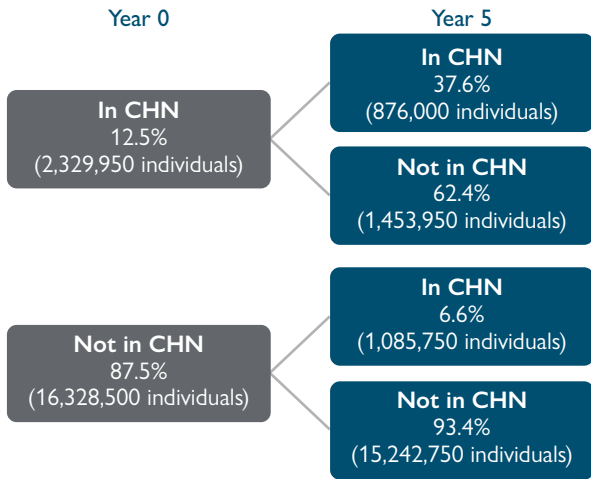 Year 0
Year 5
In CHN
12.5%
(2,329,950 individuals)
In CHN
37.6%
(876,000 individuals)
Not in CHN
62.4%
(1,453,950 individuals)
Not in CHN
87.5%
(16,328,500 individuals)
In CHN
6.6%
(1,085,750 individuals)
Not in CHN
93.4%
(15,242,750 individuals)